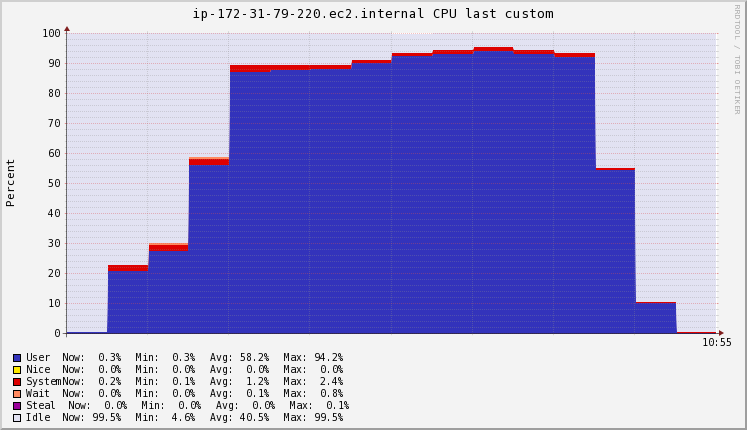 ip-172-31-79-220.ec2.internal CPU last custom
RRDTOOL / TOBI OETIKER
Percent
100
90
80
70
60
50
40
30
20
10
0
10:55
User Now: 0.3% Min: 0.3% Avg: 58.2% Max: 94.2%
Nice Now: 0.0% Min: 0.0% Avg: 0.0% Max: 0.0%
System Now: 0.2% Min: 0.1% Avg: 1.2% Max: 2.4%
Wait Now: 0.0% Min: 0.0% Avg: 0.1% Max: 0.8%
Steal Now: 0.0% Min: 0.0% Avg: 0.0% Max: 0.1%
Idle Now: 99.5% Min: 4.6% Avg: 40.5% Max: 99.5%